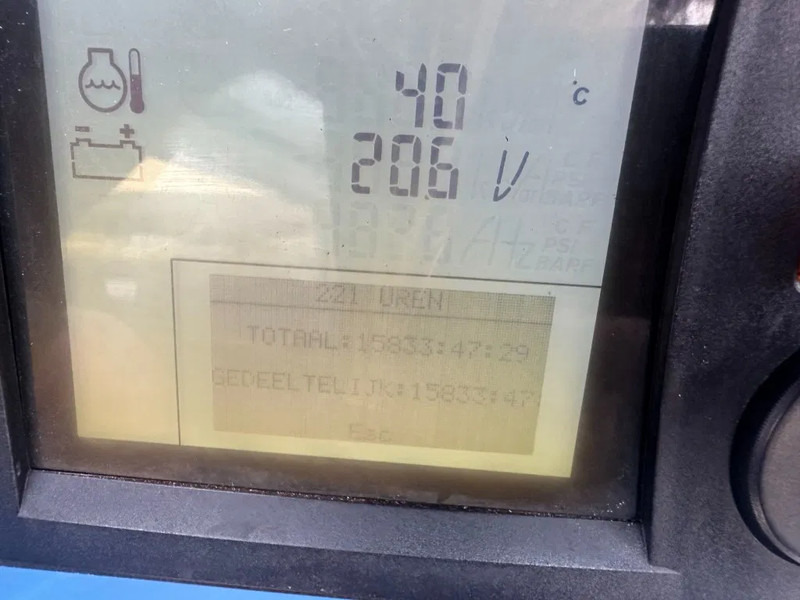 40 °C
20.6 V
221 UREN
TOTAAL:15833:47:29
GEDEELTELIJK:15833:47
Esc